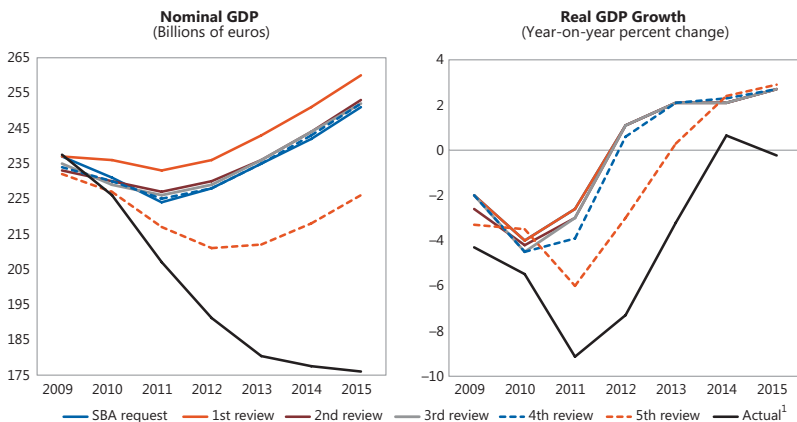 Nominal GDP
(Billions of euros)
265
255
245
235
225
215
205
195
185
175
2009 2010 2011 2012 2013 2014 2015
Real GDP Growth
(Year-on-year percent change)
4
2
0
−2
−4
−6
−8
−10
2009 2010 2011 2012 2013 2014 2015
SBA request 1st review 2nd review 3rd review 4th review 5th review Actual¹